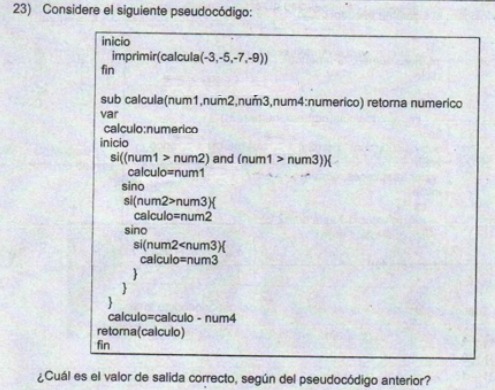 23) Considere el siguiente pseudocódigo:
inicio
imprimir(calcula(-3,-5,-7,-9))
fin
sub calcula(num1,num2,num3,num4:numerico) retorna numerico
var
calculo:numerico
inicio
si((num1 > num2) and (num1 > num3)){
calculo=num1
sino
si(num2>num3){
calculo=num2
sino
si(num2<num3){
calculo=num3
}
}
}
calculo=calculo - num4
retorna(calculo)
fin
¿Cuál es el valor de salida correcto, según del pseudocódigo anterior?